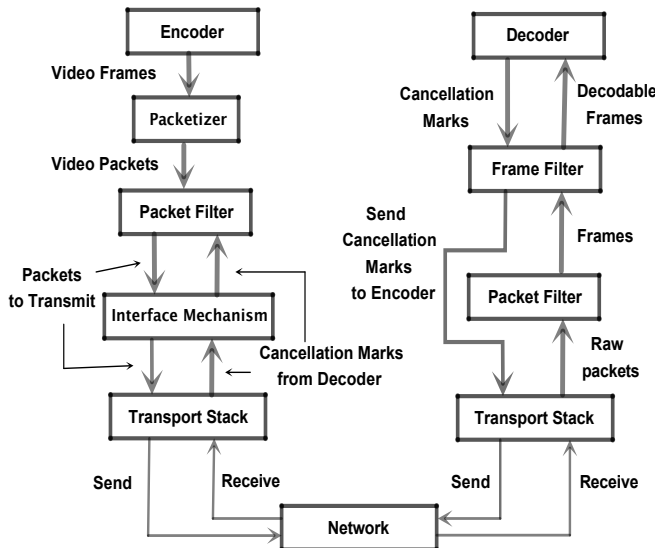 Encoder
Video Frames
Packetizer
Video Packets
Packet Filter
Packets
to Transmit
Interface Mechanism
Cancellation Marks
from Decoder
Transport Stack
Send
Receive
Network
Decoder
Cancellation
Marks
Decodable
Frames
Frame Filter
Send
Cancellation
Marks
to Encoder
Frames
Packet Filter
Raw
packets
Transport Stack
Send
Receive